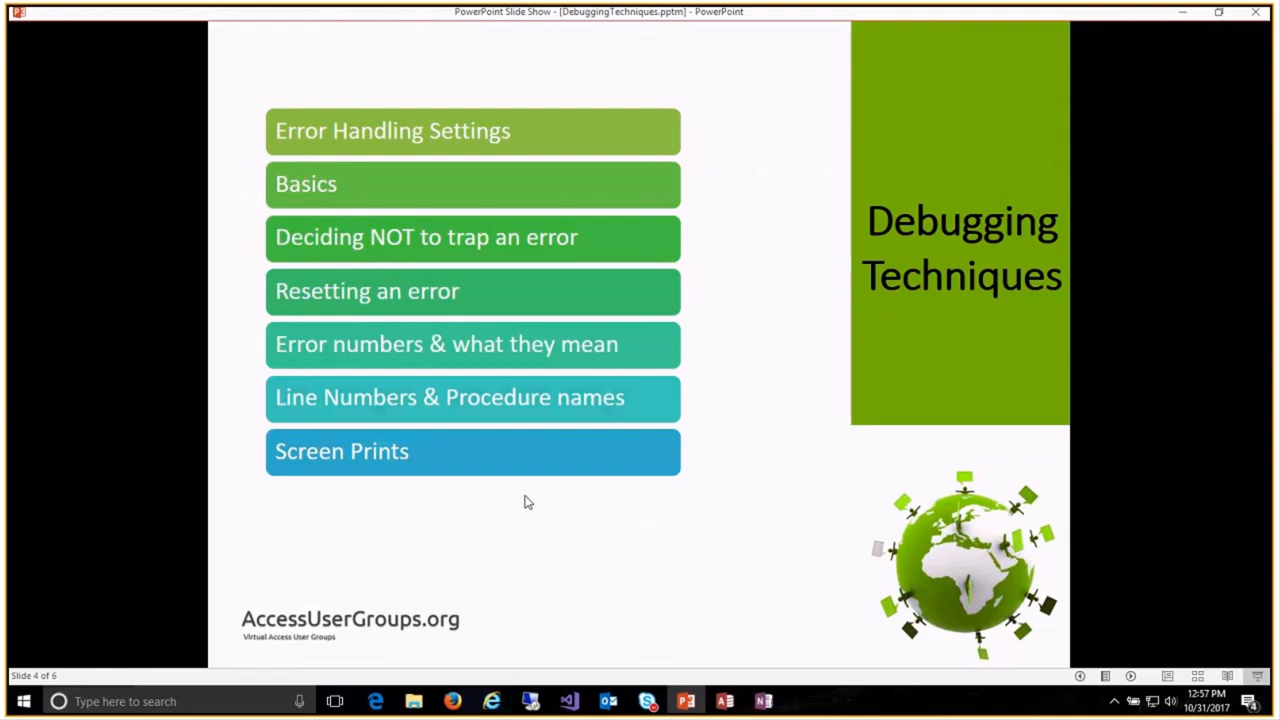 PowerPoint Slide Show - [DebuggingTechniques.pptm] - PowerPoint
Error Handling Settings
Basics
Deciding NOT to trap an error
Resetting an error
Error numbers & what they mean
Line Numbers & Procedure names
Screen Prints
Debugging
Techniques
AccessUserGroups.org
Virtual Access User Groups
Slide 4 of 6
Type here to search
12:57 PM
10/31/2017
4